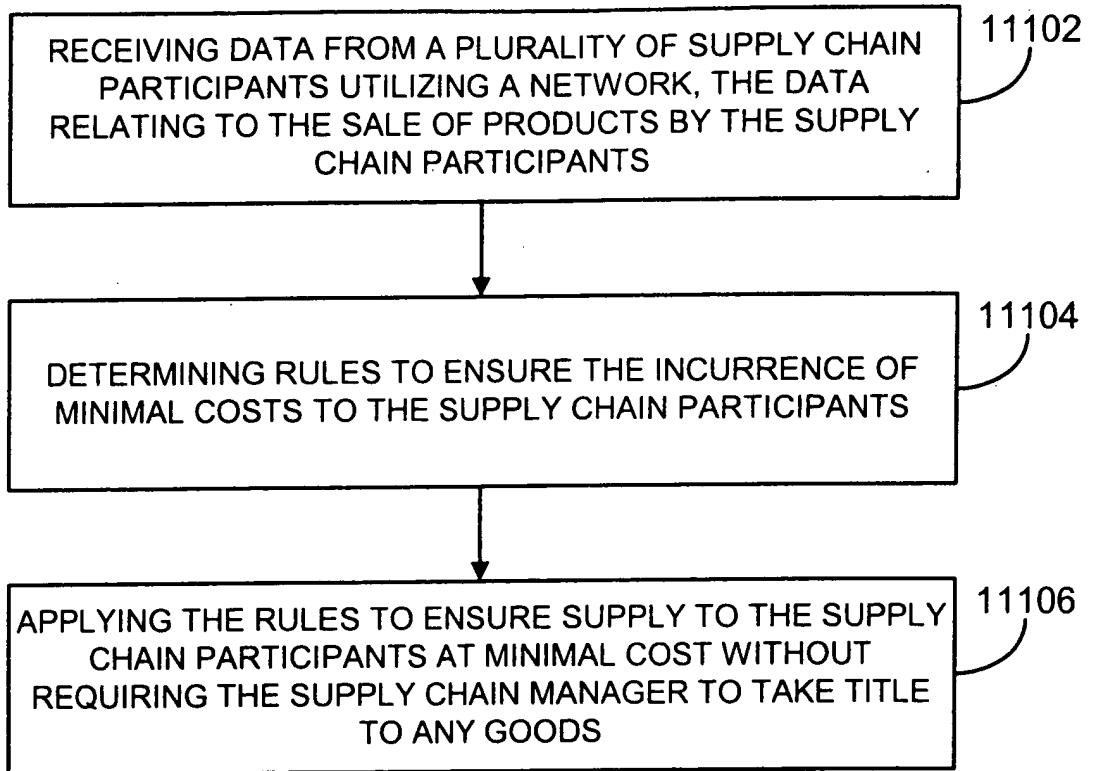 RECEIVING DATA FROM A PLURALITY OF SUPPLY CHAIN
PARTICIPANTS UTILIZING A NETWORK, THE DATA
RELATING TO THE SALE OF PRODUCTS BY THE SUPPLY
CHAIN PARTICIPANTS
11102
DETERMINING RULES TO ENSURE THE INCURRENCE OF
MINIMAL COSTS TO THE SUPPLY CHAIN PARTICIPANTS
11104
APPLYING THE RULES TO ENSURE SUPPLY TO THE SUPPLY
CHAIN PARTICIPANTS AT MINIMAL COST WITHOUT
REQUIRING THE SUPPLY CHAIN MANAGER TO TAKE TITLE
TO ANY GOODS
11106